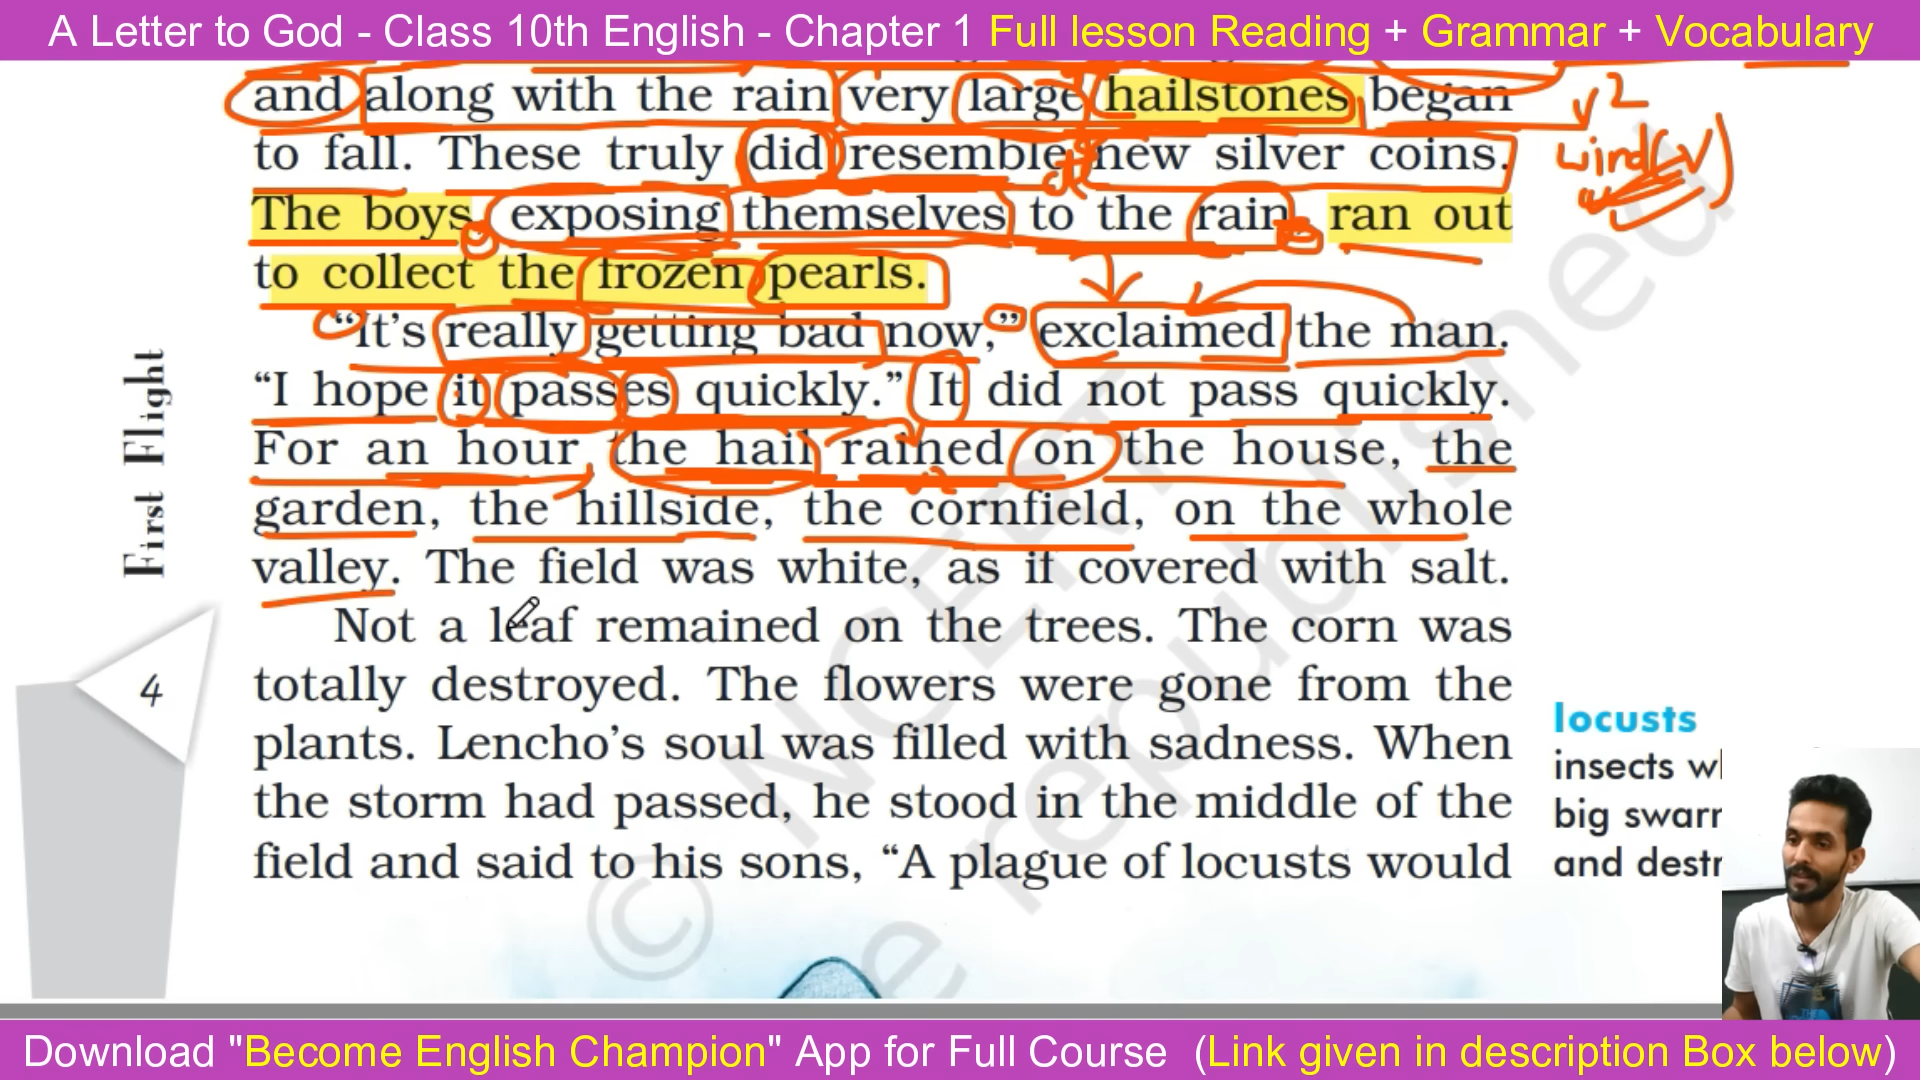 A Letter to God - Class 10th English - Chapter 1 Full lesson Reading + Grammar + Vocabulary
and along with the rain very large hailstones began
to fall. These truly did resemble new silver coins.
The boys, exposing themselves to the rain, ran out
to collect the frozen pearls.
“It’s really getting bad now,” exclaimed the man.
“I hope it passes quickly.” It did not pass quickly.
For an hour the hail rained on the house, the
garden, the hillside, the cornfield, on the whole
valley. The field was white, as if covered with salt.
Not a leaf remained on the trees. The corn was
totally destroyed. The flowers were gone from the
plants. Lencho’s soul was filled with sadness. When
the storm had passed, he stood in the middle of the
field and said to his sons, “A plague of locusts would
v2
wind(v)
First Flight
4
locusts
insects
big
and
© NCERT
republished
Download "Become English Champion" App for Full Course (Link given in description Box below)